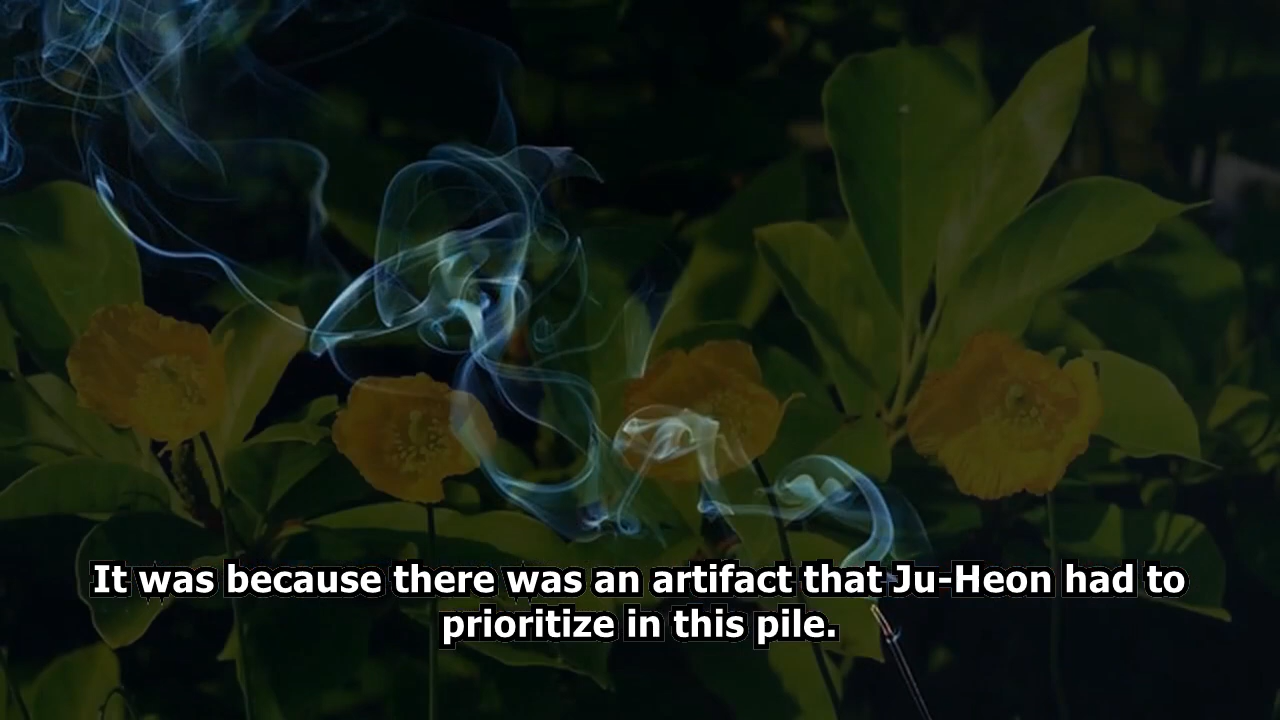 It was because there was an artifact that Ju-Heon had to
prioritize in this pile.